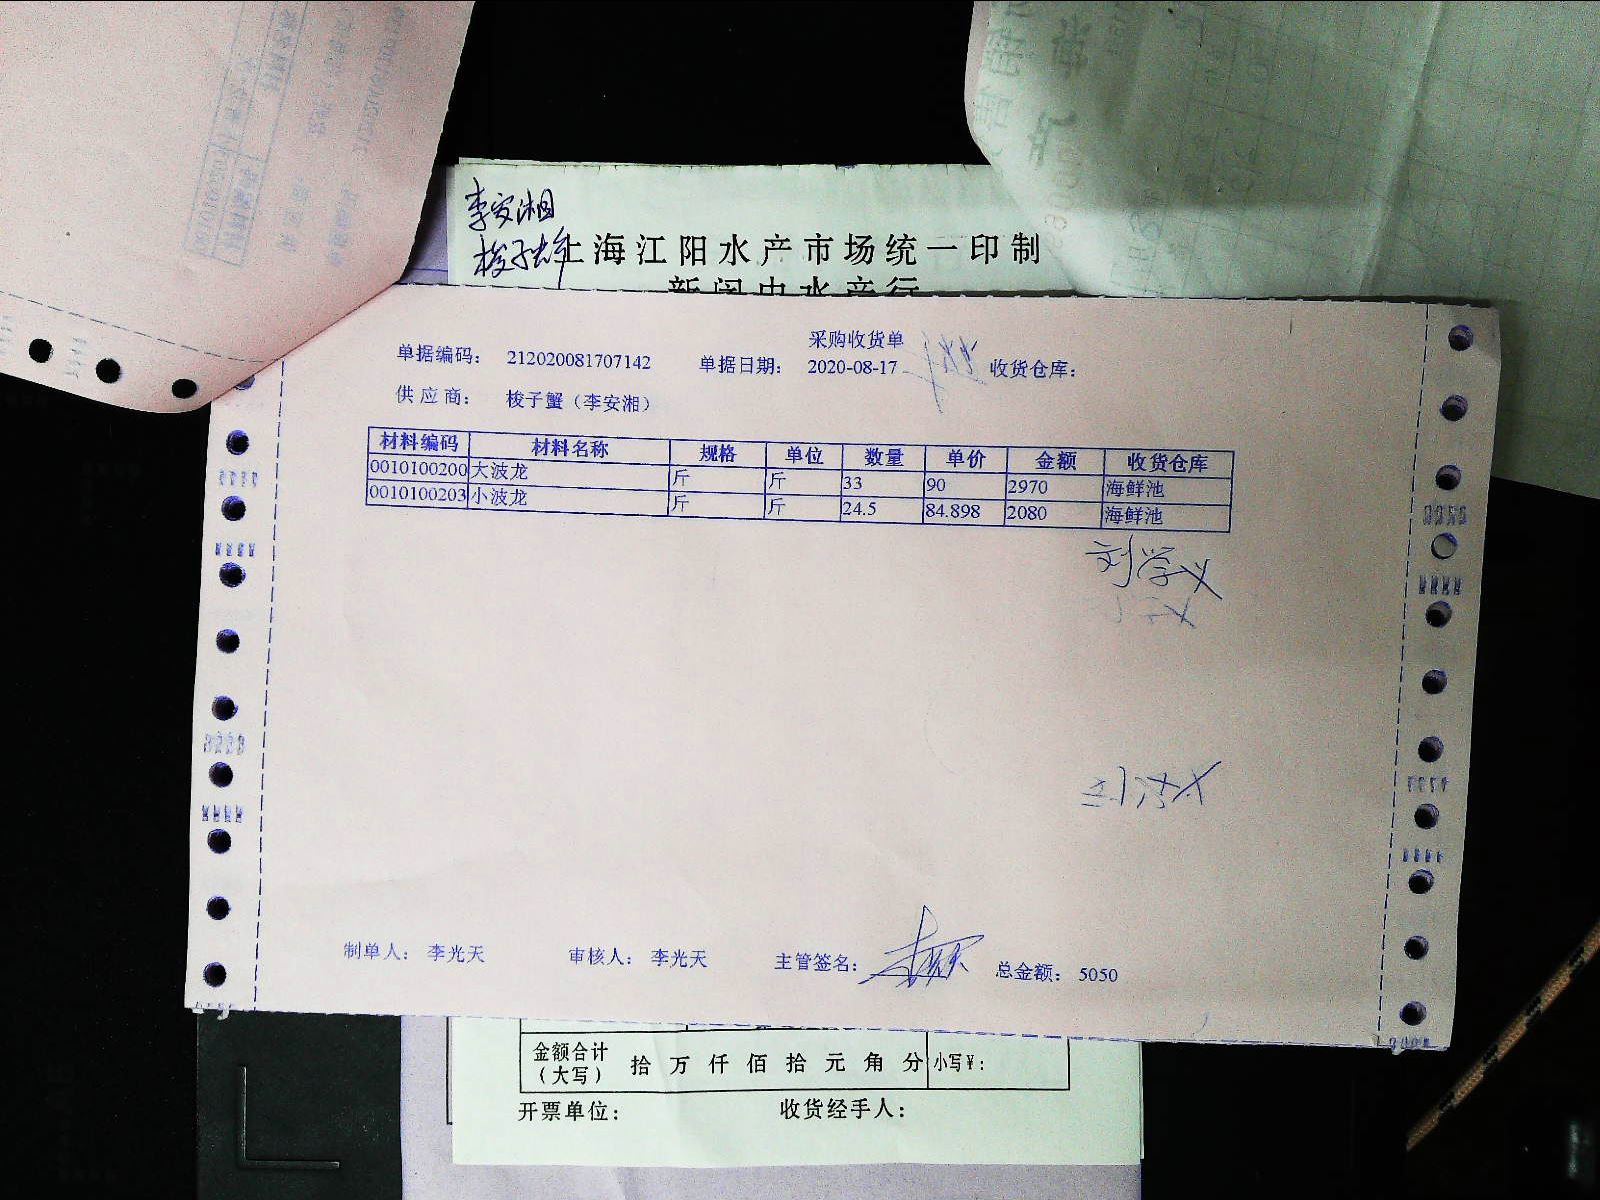 李安湘
梭子蟹
上海江阳水产市场统一印制
新闽中水产行
采购收货单
单据编码： 212020081707142 单据日期： 2020-08-17 收货仓库：
供 应 商： 梭子蟹（李安湘）
材料编码 材料名称 规格 单位 数量 单价 金额 收货仓库
0010100200 大波龙 斤 斤 33 90 2970 海鲜池
0010100203 小波龙 斤 斤 24.5 84.898 2080 海鲜池
刘学义
制单人： 李光天 审核人： 李光天 主管签名： 总金额： 5050
金额合计（大写） 拾 万 仟 佰 拾 元 角 分 小写¥：
开票单位： 收货经手人：